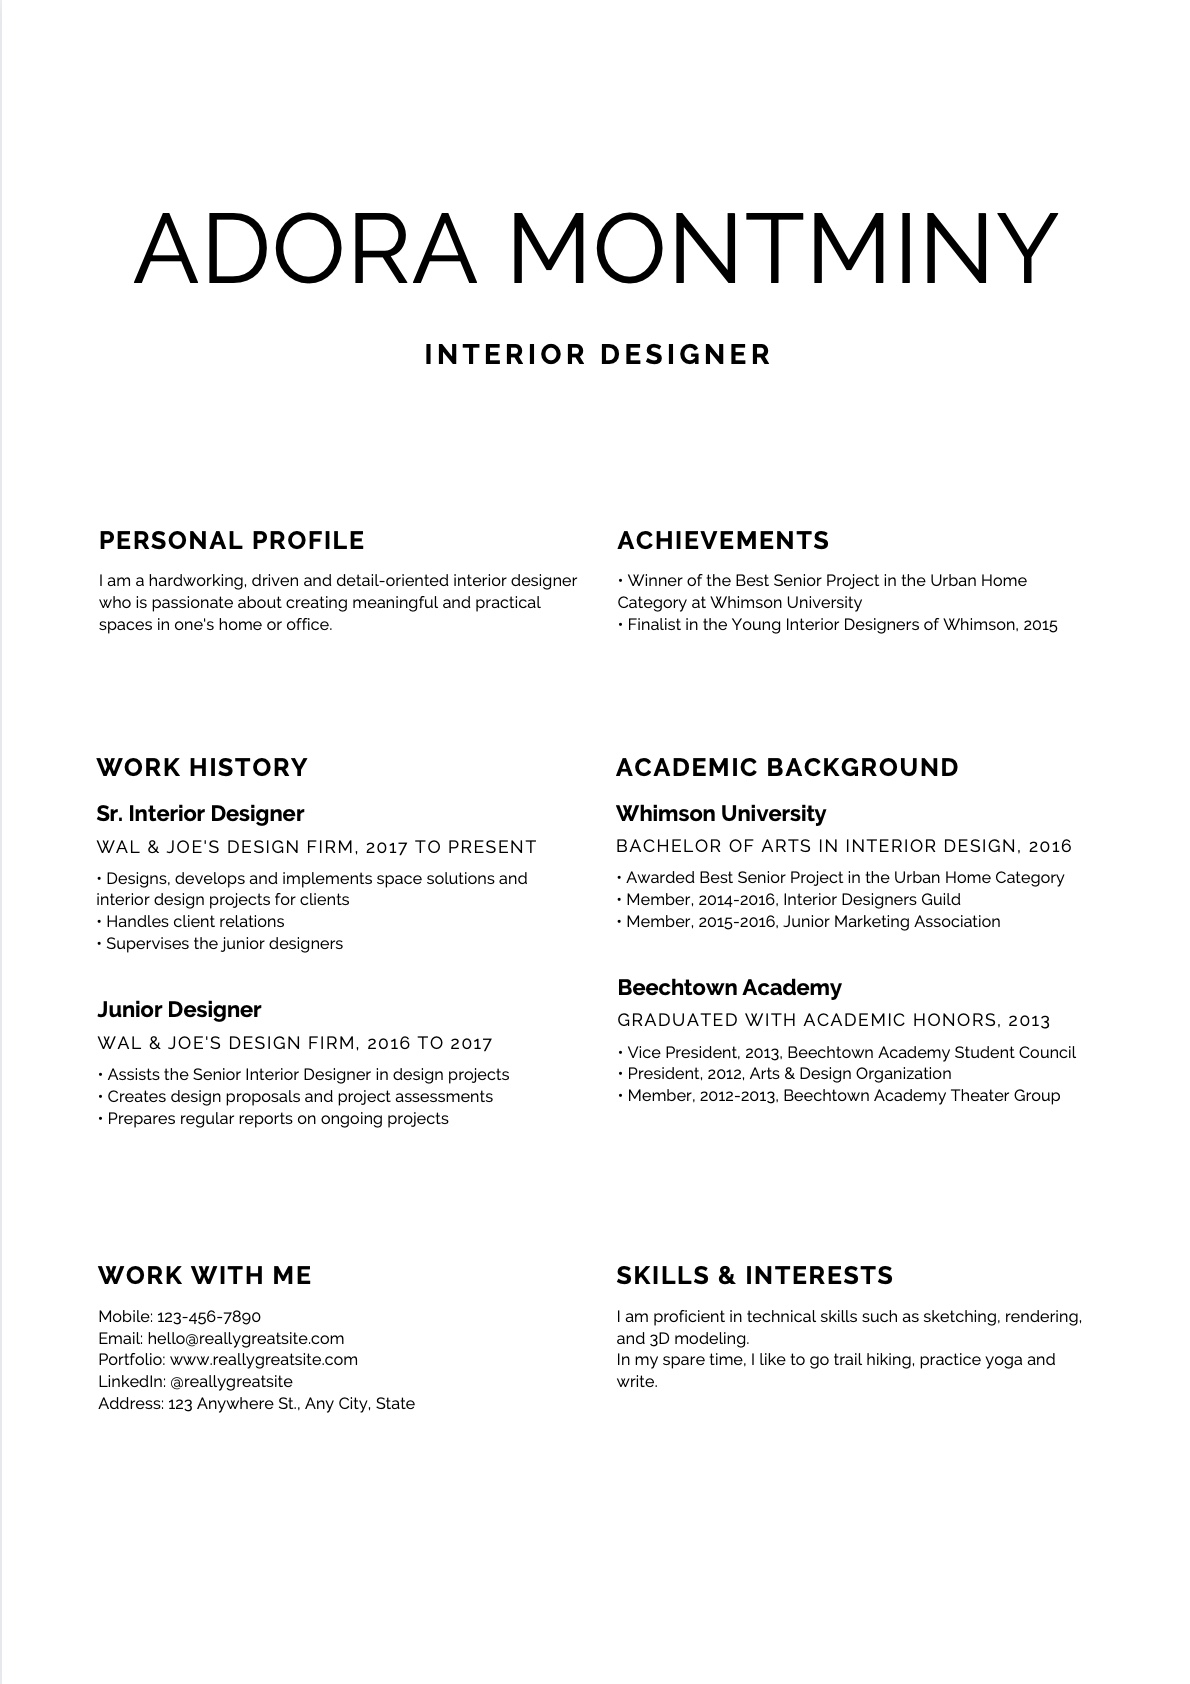 ADORA MONTMINY
INTERIOR DESIGNER
PERSONAL PROFILE
I am a hardworking, driven and detail-oriented interior designer
who is passionate about creating meaningful and practical
spaces in one's home or office.
ACHIEVEMENTS
• Winner of the Best Senior Project in the Urban Home
Category at Whimson University
• Finalist in the Young Interior Designers of Whimson, 2015
WORK HISTORY
Sr. Interior Designer
WAL & JOE'S DESIGN FIRM, 2017 TO PRESENT
• Designs, develops and implements space solutions and
interior design projects for clients
• Handles client relations
• Supervises the junior designers
Junior Designer
WAL & JOE'S DESIGN FIRM, 2016 TO 2017
• Assists the Senior Interior Designer in design projects
• Creates design proposals and project assessments
• Prepares regular reports on ongoing projects
ACADEMIC BACKGROUND
Whimson University
BACHELOR OF ARTS IN INTERIOR DESIGN, 2016
• Awarded Best Senior Project in the Urban Home Category
• Member, 2014-2016, Interior Designers Guild
• Member, 2015-2016, Junior Marketing Association
Beechtown Academy
GRADUATED WITH ACADEMIC HONORS, 2013
• Vice President, 2013, Beechtown Academy Student Council
• President, 2012, Arts & Design Organization
• Member, 2012-2013, Beechtown Academy Theater Group
WORK WITH ME
Mobile: 123-456-7890
Email: hello@reallygreatsite.com
Portfolio: www.reallygreatsite.com
LinkedIn: @reallygreatsite
Address: 123 Anywhere St., Any City, State
SKILLS & INTERESTS
I am proficient in technical skills such as sketching, rendering,
and 3D modeling.
In my spare time, I like to go trail hiking, practice yoga and
write.